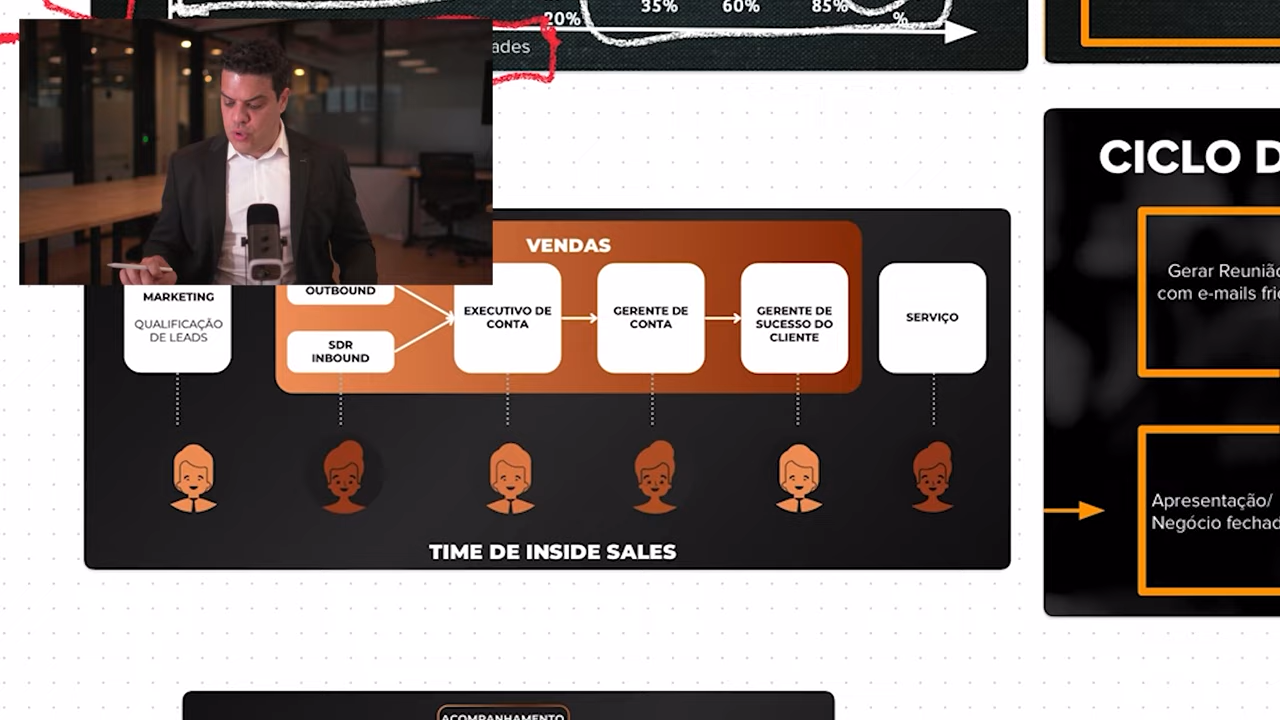 20%
35%
60%
85%
%
ades
CICLO D
VENDAS
Gerar Reunião
com e-mails fri
MARKETING
QUALIFICAÇÃO
DE LEADS
OUTBOUND
SDR
INBOUND
EXECUTIVO DE
CONTA
GERENTE DE
CONTA
GERENTE DE
SUCESSO DO
CLIENTE
SERVIÇO
Apresentação/
Negócio fechad
TIME DE INSIDE SALES
ACOMPANHAMENTO